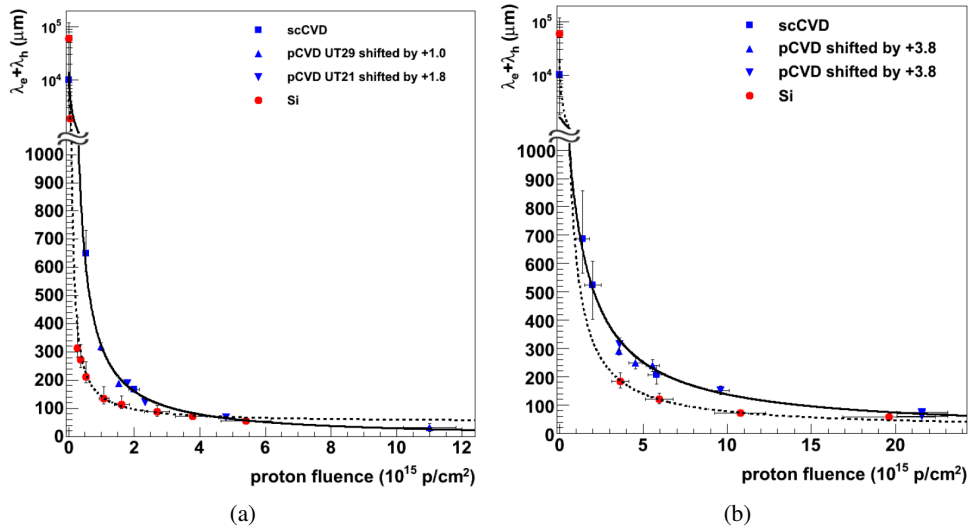 λe+λh (μm)
10^5
10^4
1000
900
800
700
600
500
400
300
200
100
0
0 2 4 6 8 10 12
proton fluence (10^15 p/cm^2)
scCVD
pCVD UT29 shifted by +1.0
pCVD UT21 shifted by +1.8
Si
(a)
λe+λh (μm)
10^5
10^4
1000
900
800
700
600
500
400
300
200
100
0
0 5 10 15 20
proton fluence (10^15 p/cm^2)
scCVD
pCVD shifted by +3.8
pCVD shifted by +3.8
Si
(b)